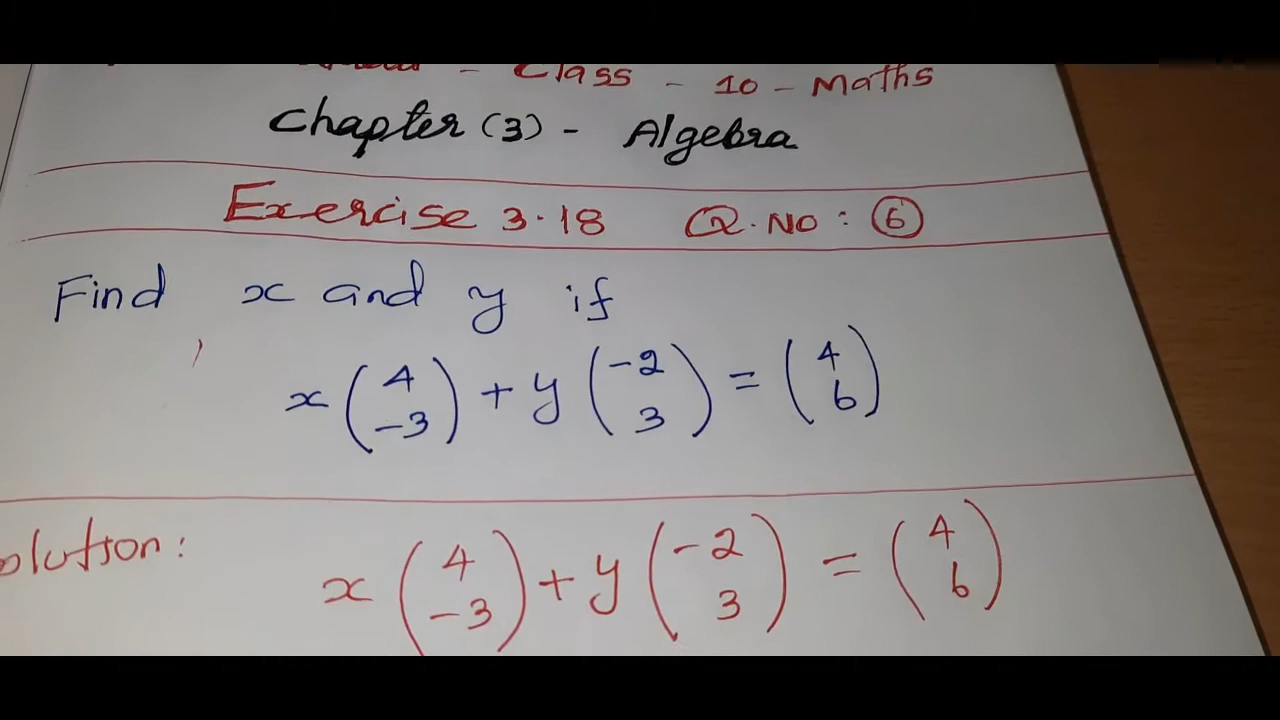 - Class - 10 - Maths
Chapter (3) - Algebra
Exercise 3.18 Q.No: 6
Find x and y if
x(4 -3) + y(-2 3) = (4 6)
olution:
x(4 -3) + y(-2 3) = (4 6)